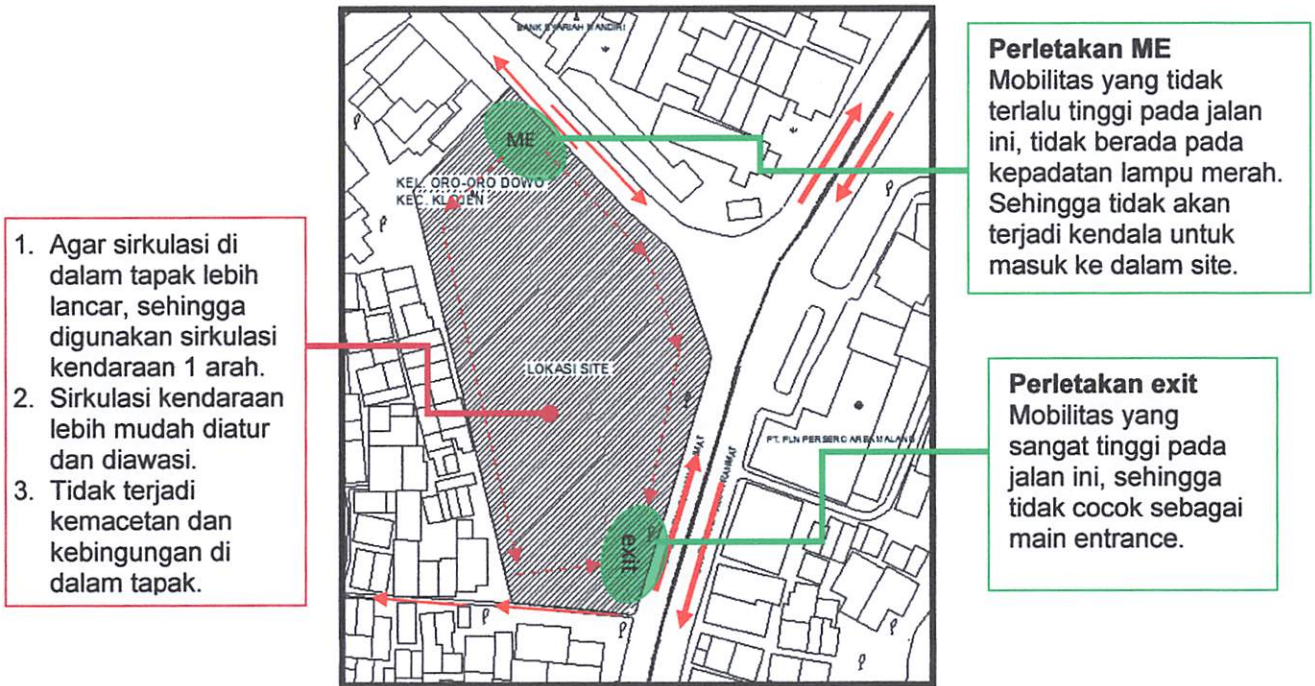 1. Agar sirkulasi di
dalam tapak lebih
lancar, sehingga
digunakan sirkulasi
kendaraan 1 arah.
2. Sirkulasi kendaraan
lebih mudah diatur
dan diawasi.
3. Tidak terjadi
kemacetan dan
kebingungan di
dalam tapak.
BANK SYARIAH MANDIRI
ME
KEL. ORO-ORO DOWO
KEC. KLOJEN
LOKASI SITE
PT. PLN PERSERO AREA MALANG
exit
Perletakan ME
Mobilitas yang tidak
terlalu tinggi pada jalan
ini, tidak berada pada
kepadatan lampu merah.
Sehingga tidak akan
terjadi kendala untuk
masuk ke dalam site.
Perletakan exit
Mobilitas yang
sangat tinggi pada
jalan ini, sehingga
tidak cocok sebagai
main entrance.